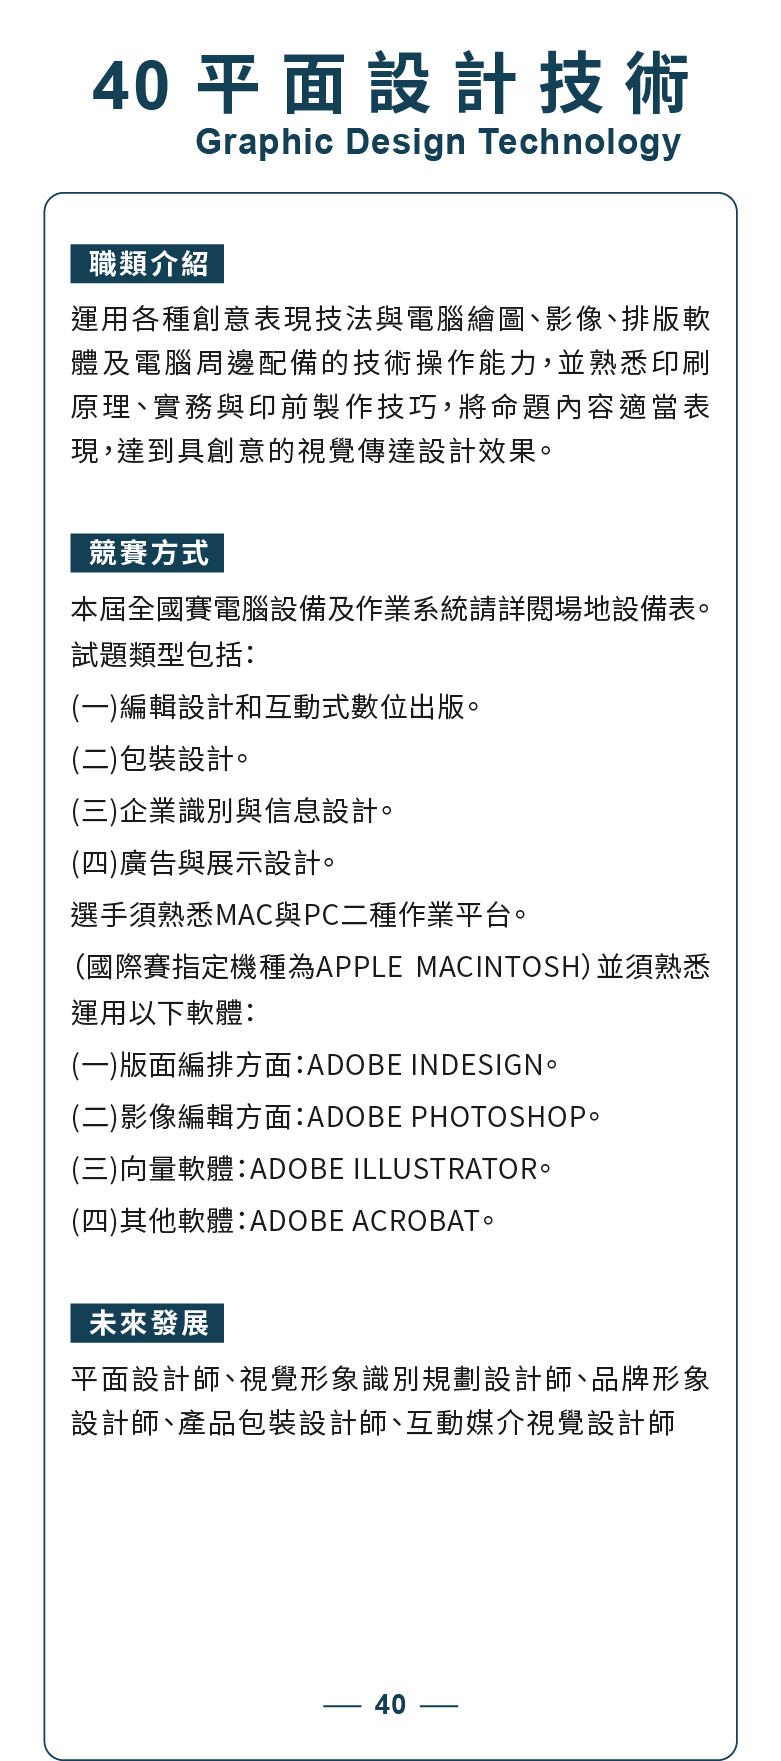 40 平面設計技術
Graphic Design Technology
職類介紹
運用各種創意表現技法與電腦繪圖、影像、排版軟
體及電腦周邊配備的技術操作能力，並熟悉印刷
原理、實務與印前製作技巧，將命題內容適當表
現，達到具創意的視覺傳達設計效果。
競賽方式
本屆全國賽電腦設備及作業系統請詳閱場地設備表。
試題類型包括：
(一)編輯設計和互動式數位出版。
(二)包裝設計。
(三)企業識別與信息設計。
(四)廣告與展示設計。
選手須熟悉MAC與PC二種作業平台。
（國際賽指定機種為APPLE MACINTOSH）並須熟悉
運用以下軟體：
(一)版面編排方面：ADOBE INDESIGN。
(二)影像編輯方面：ADOBE PHOTOSHOP。
(三)向量軟體：ADOBE ILLUSTRATOR。
(四)其他軟體：ADOBE ACROBAT。
未來發展
平面設計師、視覺形象識別規劃設計師、品牌形象
設計師、產品包裝設計師、互動媒介視覺設計師
40